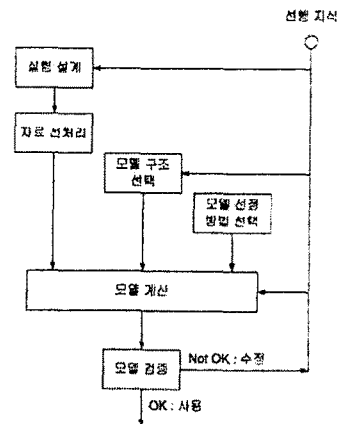 선행 지식
실험 설계
자료 선처리
모델 구조
선택
모델 선정
방법 선택
모델 계산
모델 검증
Not OK : 수정
OK : 사용